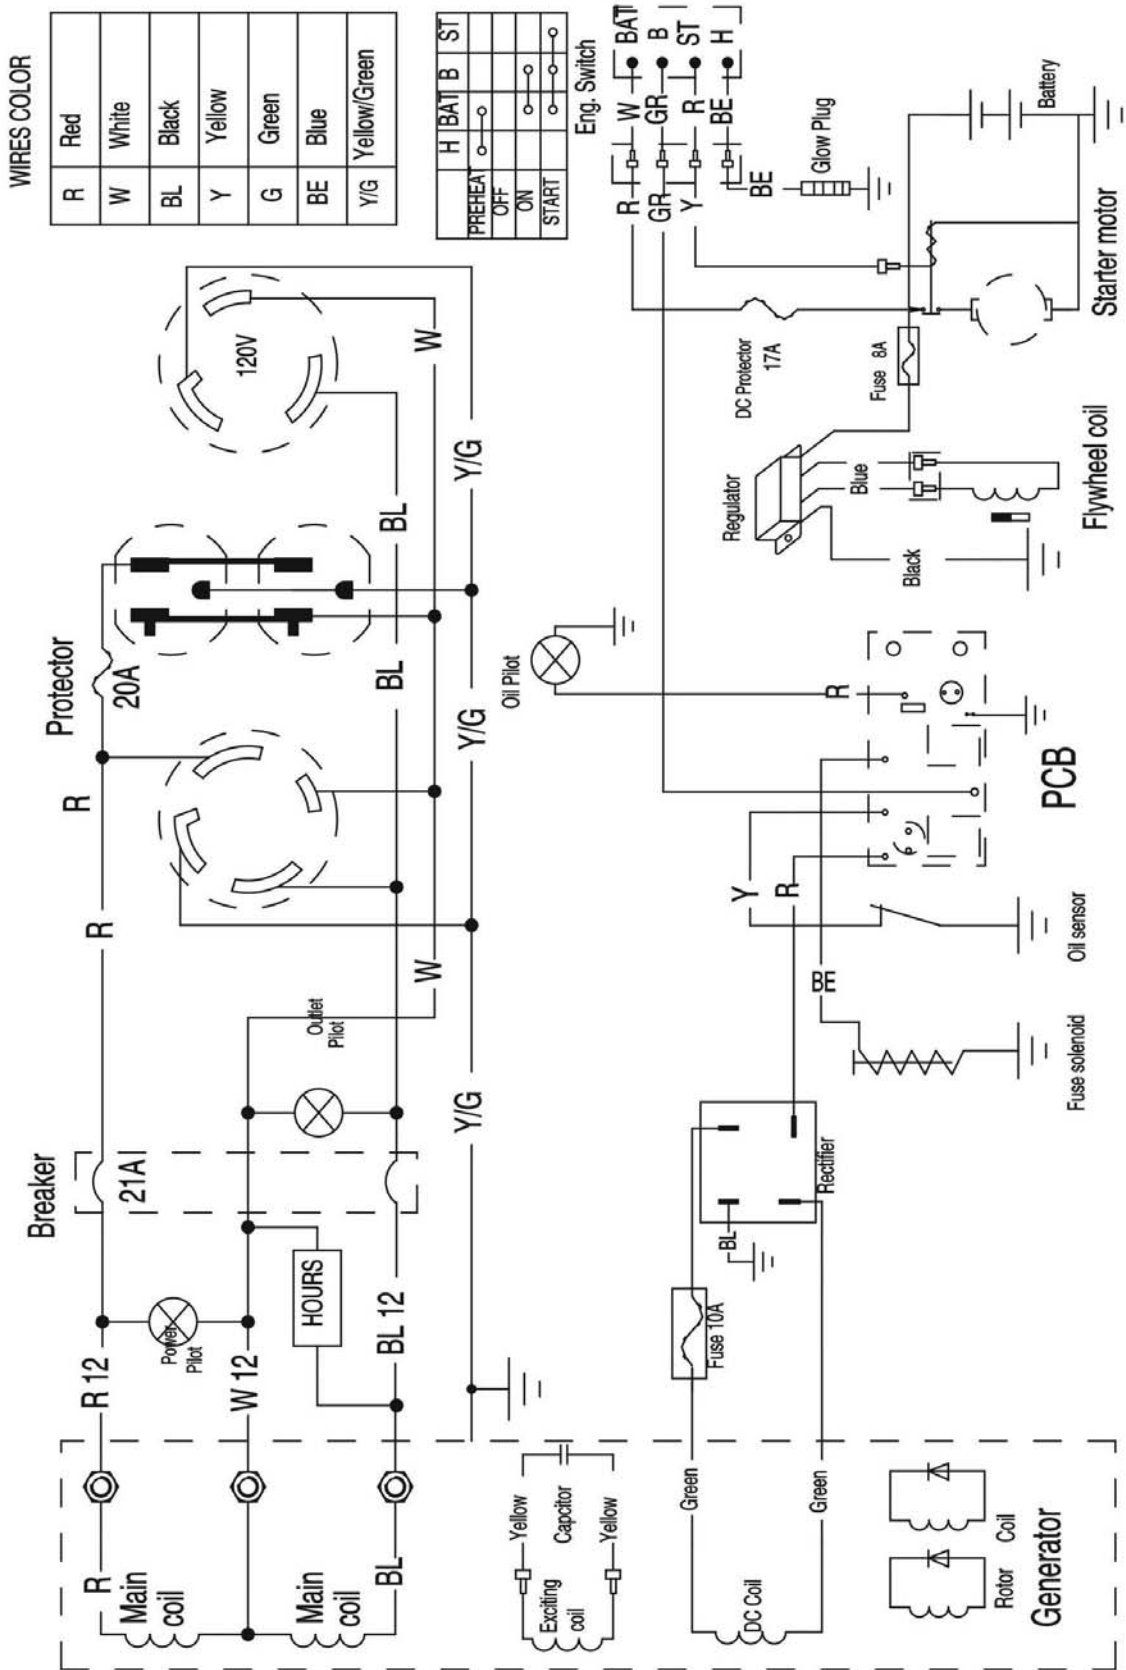 WIRES COLOR
R Red
W White
BL Black
Y Yellow
G Green
BE Blue
Y/G Yellow/Green
H BAT B ST
PREHEAT
OFF
ON
START
Eng. Switch
BAT
B
ST
H
W
GR
R
BE
R
GR
Y
BE
Glow Plug
Battery
Starter motor
DC Protector
17A
Fuse 8A
Regulator
Blue
Black
Flywheel coil
120V
W
Y/G
BL
Protector
20A
R
BL
Y/G
Oil Pilot
R
PCB
R
W
Y
R
BE
Oil sensor
Fuse solenoid
Outlet
Pilot
Y/G
Breaker
21A
HOURS
Power
Pilot
R 12
W 12
BL 12
Rectifier
BL
Fuse 10A
R
Main
coil
Main
coil
BL
Yellow
Capcitor
Yellow
Exciting
coil
Green
Green
DC Coil
Rotor
Coil
Generator